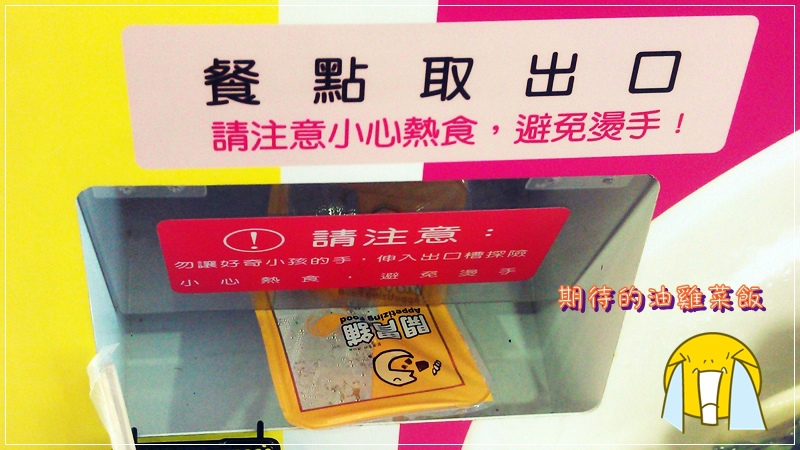 餐點取出口
請注意小心熱食，避免燙手！
! 請注意：
勿讓好奇小孩的手，伸入出口槽探險
小心熱食，避免燙手
期待的油雞菜飯
Appetizing Food